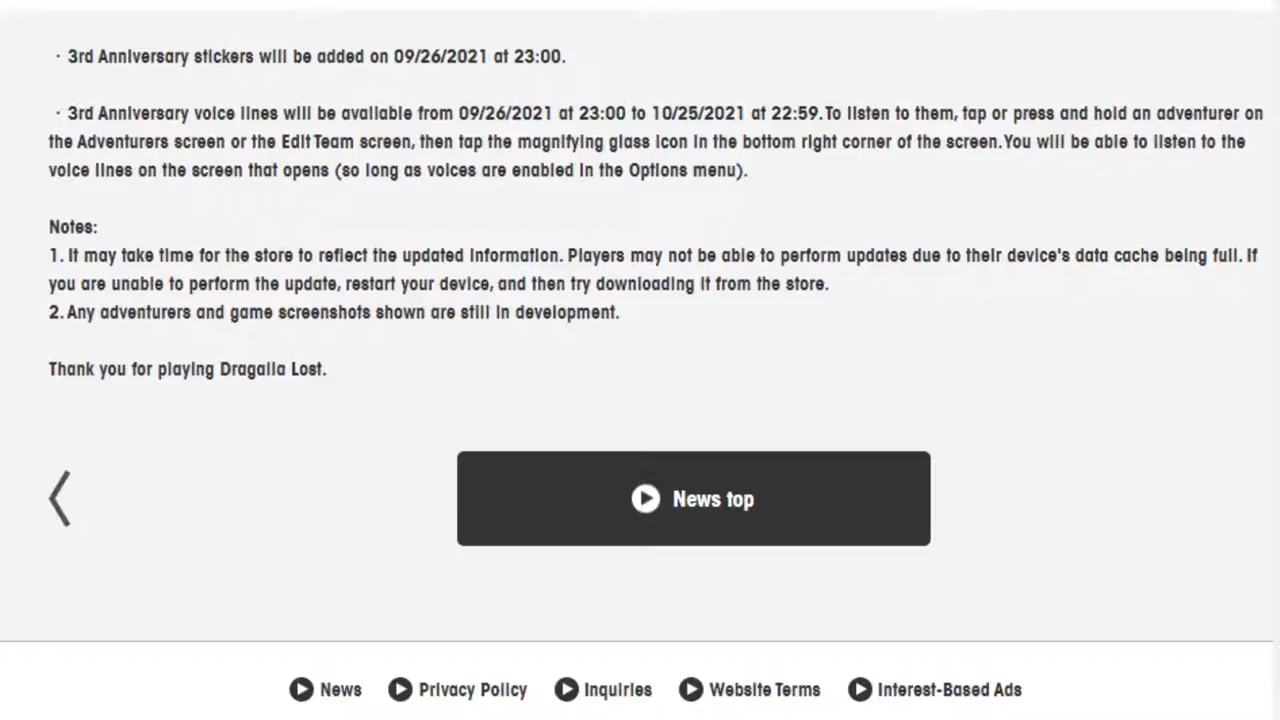 · 3rd Anniversary stickers will be added on 09/26/2021 at 23:00.
· 3rd Anniversary voice lines will be available from 09/26/2021 at 23:00 to 10/25/2021 at 22:59. To listen to them, tap or press and hold an adventurer on
the Adventurers screen or the Edit Team screen, then tap the magnifying glass icon in the bottom right corner of the screen. You will be able to listen to the
voice lines on the screen that opens (so long as voices are enabled in the Options menu).
Notes:
1. It may take time for the store to reflect the updated information. Players may not be able to perform updates due to their device's data cache being full. If
you are unable to perform the update, restart your device, and then try downloading it from the store.
2. Any adventurers and game screenshots shown are still in development.
Thank you for playing Dragalia Lost.
News top
News Privacy Policy Inquiries Website Terms Interest-Based Ads